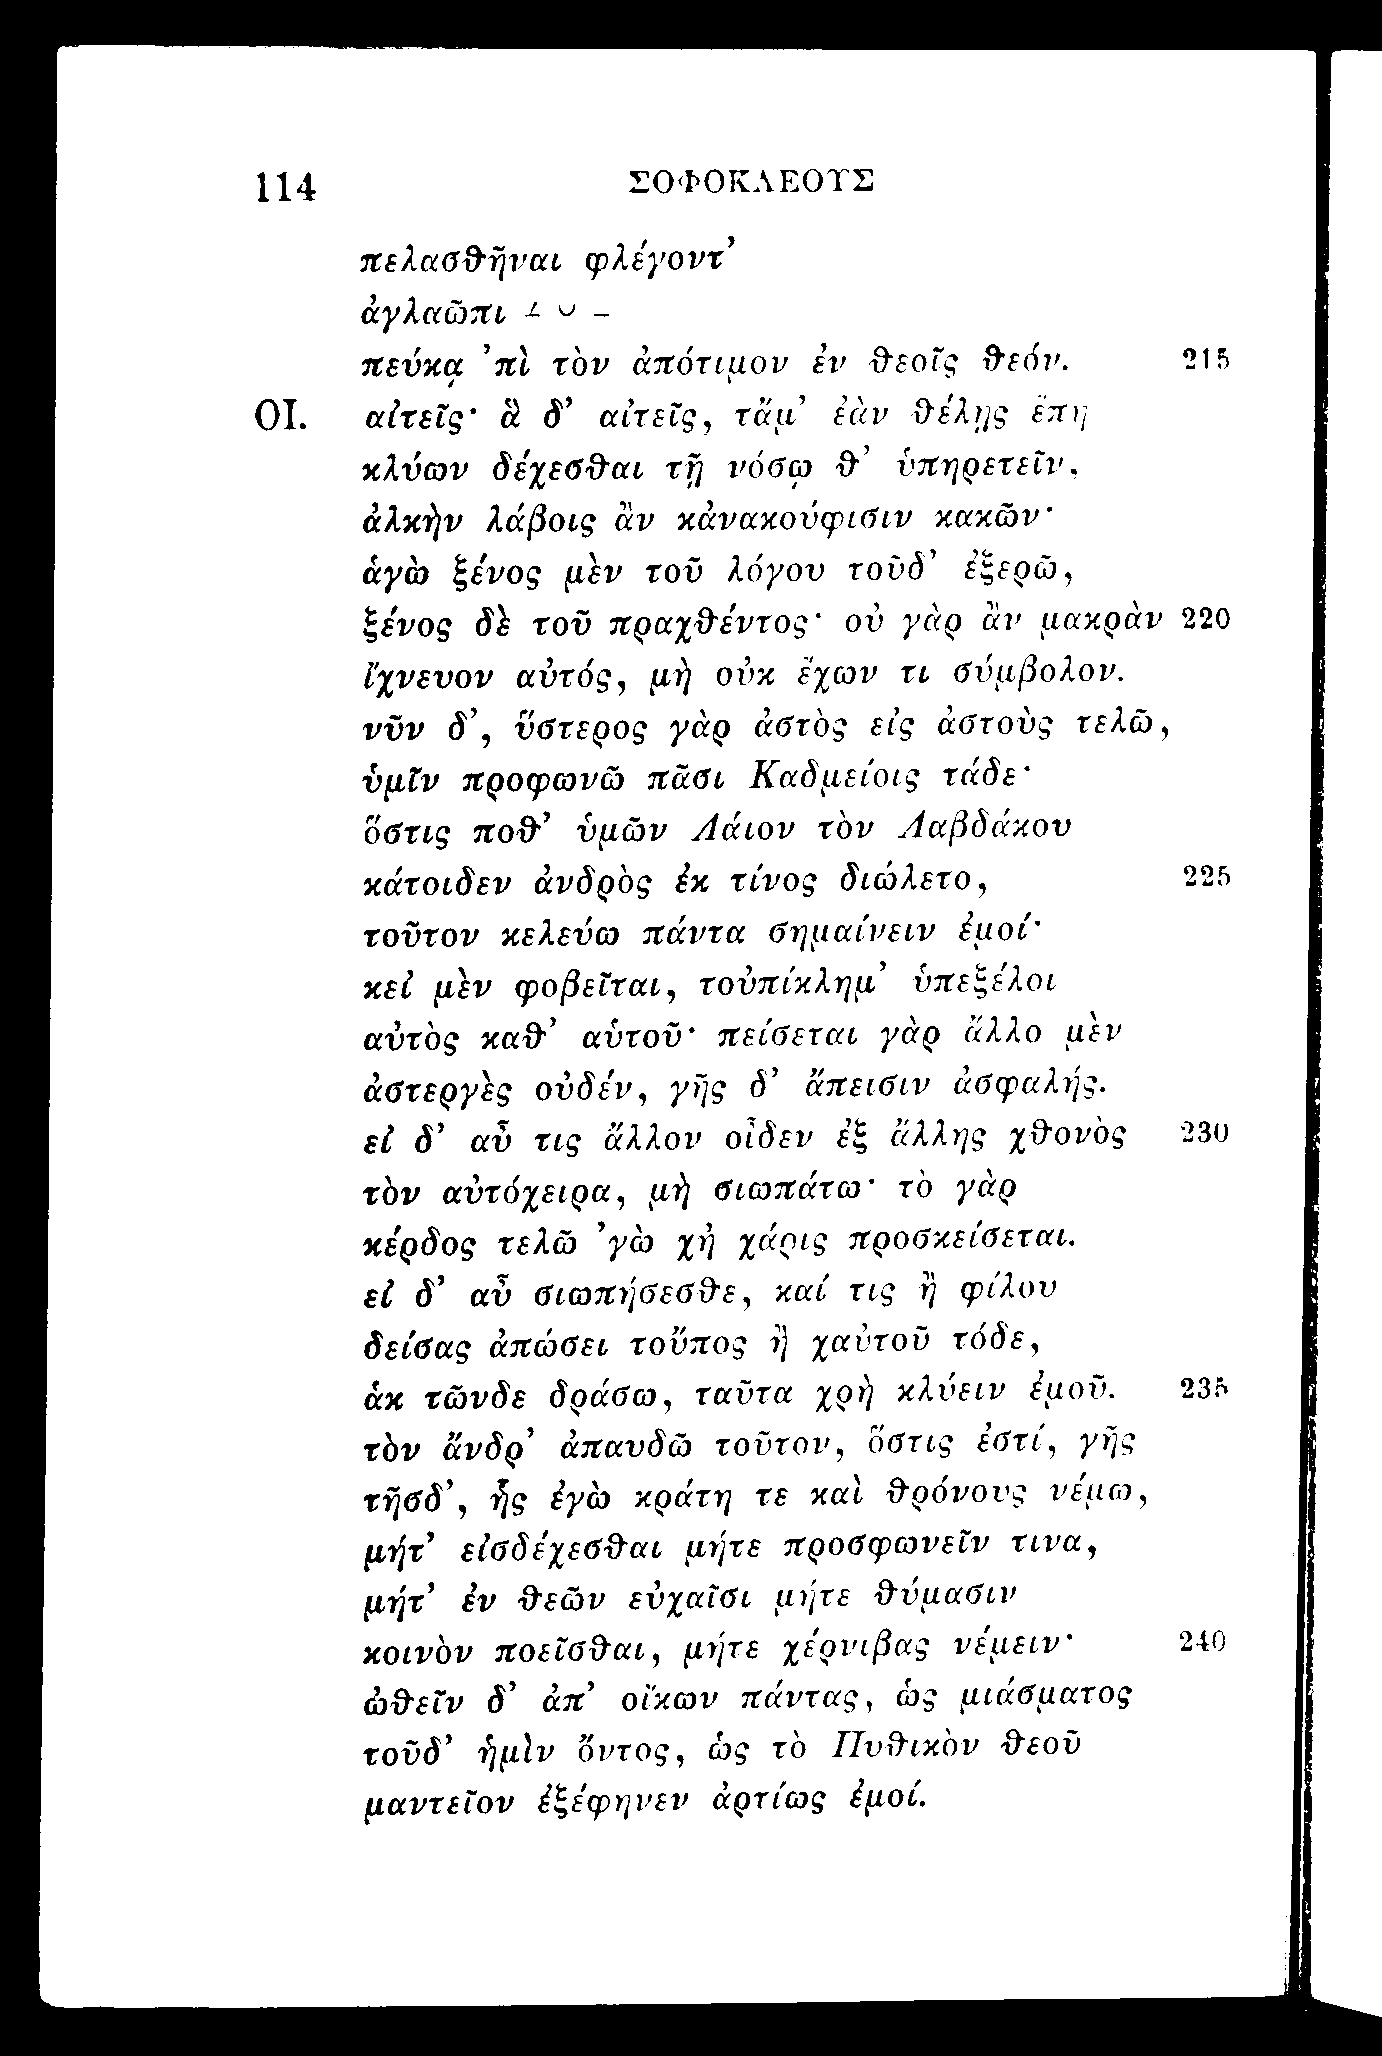 114 ΣΟΦΟΚΛΕΟΥΣ
πελασθῆναι φλέγοντ’
ἀγλαῶπι –́ ⏑ –
πεύκᾳ ’πὶ τὸν ἀπότιμον ἐν θεοῖς θεόν. 215
ΟΙ. αἰτεῖς· ἃ δ’ αἰτεῖς, τἄμ’ ἐὰν θέλῃς ἔπη
κλύων δέχεσθαι τῇ νόσῳ θ’ ὑπηρετεῖν,
ἀλκὴν λάβοις ἂν κἀνακούφισιν κακῶν·
ἁγὼ ξένος μὲν τοῦ λόγου τοῦδ’ ἐξερῶ,
ξένος δὲ τοῦ πραχθέντος· οὐ γὰρ ἂν μακρὰν 220
ἴχνευον αὐτός, μὴ οὐκ ἔχων τι σύμβολον.
νῦν δ’, ὕστερος γὰρ ἀστὸς εἰς ἀστοὺς τελῶ,
ὑμῖν προφωνῶ πᾶσι Καδμείοις τάδε·
ὅστις ποθ’ ὑμῶν Λάιον τὸν Λαβδάκου
κάτοιδεν ἀνδρὸς ἐκ τίνος διώλετο, 225
τοῦτον κελεύω πάντα σημαίνειν ἐμοί·
κεἰ μὲν φοβεῖται, τοὐπίκλημ’ ὑπεξέλοι
αὐτὸς καθ’ αὑτοῦ· πείσεται γὰρ ἄλλο μὲν
ἀστεργὲς οὐδέν, γῆς δ’ ἄπεισιν ἀσφαλής.
εἰ δ’ αὖ τις ἄλλον οἶδεν ἐξ ἄλλης χθονὸς 230
τὸν αὐτόχειρα, μὴ σιωπάτω· τὸ γὰρ
κέρδος τελῶ ’γὼ χἠ χάρις προσκείσεται.
εἰ δ’ αὖ σιωπήσεσθε, καί τις ἢ φίλου
δείσας ἀπώσει τοὔπος ἢ χαὑτοῦ τόδε,
ἁκ τῶνδε δράσω, ταῦτα χρὴ κλύειν ἐμοῦ. 235
τὸν ἄνδρ’ ἀπαυδῶ τοῦτον, ὅστις ἐστί, γῆς
τῆσδ’, ἧς ἐγὼ κράτη τε καὶ θρόνους νέμω,
μήτ’ εἰσδέχεσθαι μήτε προσφωνεῖν τινα,
μήτ’ ἐν θεῶν εὐχαῖσι μήτε θύμασιν
κοινὸν ποεῖσθαι, μήτε χέρνιβας νέμειν· 240
ὠθεῖν δ’ ἀπ’ οἴκων πάντας, ὡς μιάσματος
τοῦδ’ ἡμὶν ὄντος, ὡς τὸ Πυθικὸν θεοῦ
μαντεῖον ἐξέφηνεν ἀρτίως ἐμοί.